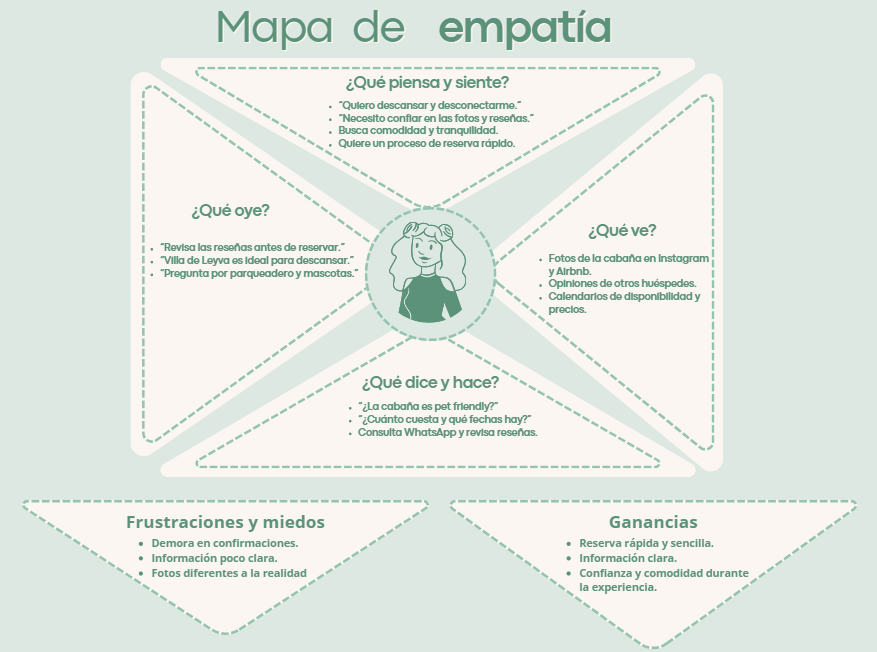 Mapa de empatía
¿Qué piensa y siente?
• “Quiero descansar y desconectarme.”
• “Necesito confiar en las fotos y reseñas.”
• Busca comodidad y tranquilidad.
• Quiere un proceso de reserva rápido.
¿Qué oye?
• “Revisa las reseñas antes de reservar.”
• “Villa de Leyva es ideal para descansar.”
• “Pregunta por parqueadero y mascotas.”
¿Qué ve?
• Fotos de la cabaña en Instagram
y Airbnb.
• Opiniones de otros huéspedes.
• Calendarios de disponibilidad y
precios.
¿Qué dice y hace?
• “¿La cabaña es pet friendly?”
• “¿Cuánto cuesta y qué fechas hay?”
• Consulta WhatsApp y revisa reseñas.
Frustraciones y miedos
• Demora en confirmaciones.
• Información poco clara.
• Fotos diferentes a la realidad
Ganancias
• Reserva rápida y sencilla.
• Información clara.
• Confianza y comodidad durante
la experiencia.